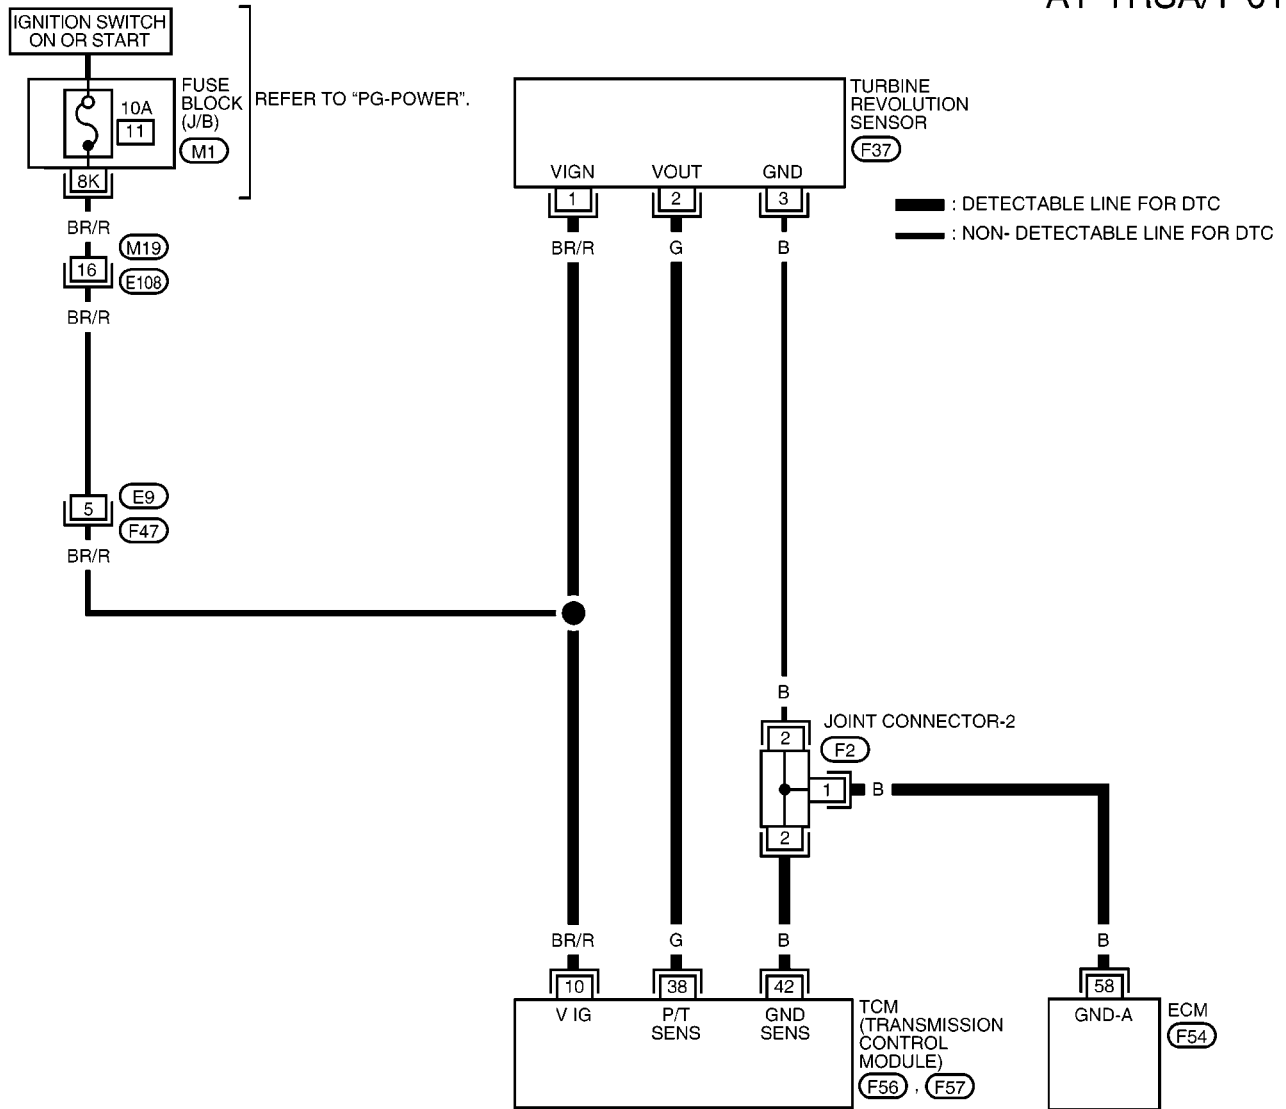 AT-TRSA/T-01
IGNITION SWITCH
ON OR START
FUSE
BLOCK
(J/B)
M1
10A
11
8K
REFER TO “PG-POWER”.
BR/R
M19
16
E108
BR/R
E9
5
F47
BR/R
TURBINE
REVOLUTION
SENSOR
F37
VIGN VOUT GND
1 2 3
BR/R G B
: DETECTABLE LINE FOR DTC
: NON- DETECTABLE LINE FOR DTC
B
JOINT CONNECTOR-2
F2
2
1
B
2
BR/R G B B
10 38 42 58
V IG
P/T
SENS
GND
SENS
TCM
(TRANSMISSION
CONTROL
MODULE)
F56 , F57
GND-A
ECM
F54